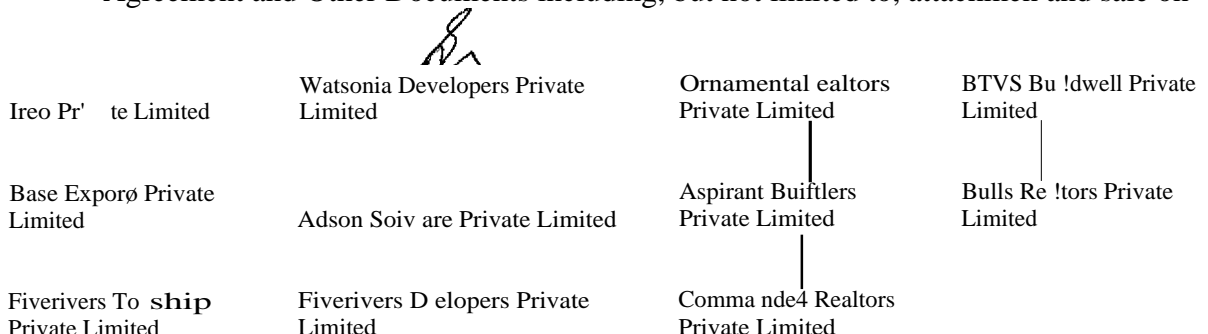 Agreement and Other Documents including, but not limited to, attachment and sale on
Watsonia Developers Private
Limited
Ornamental ealtors
Private Limited
BTVS Bu !dwell Private
Limited
Ireo Pr' te Limited
Base Exporø Private
Limited
Adson Soiv are Private Limited
Aspirant Buiftlers
Private Limited
Bulls Re !tors Private
Limited
Fiverivers To ship
Private Limited
Fiverivers D elopers Private
Limited
Comma nde4 Realtors
Private Limited